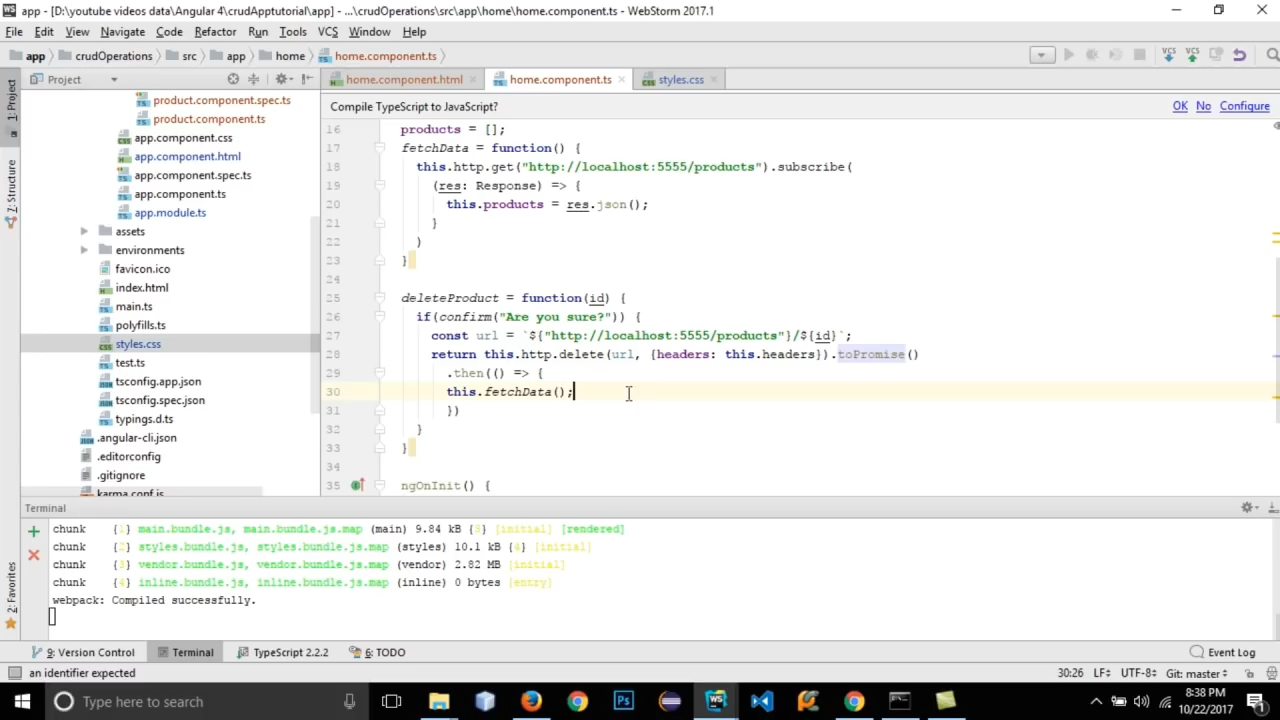 app - [D:\youtube videos data\Angular 4\crudApptutorial\app] - ...\crudOperations\src\app\home\home.component.ts - WebStorm 2017.1
File Edit View Navigate Code Refactor Run Tools VCS Window Help
app crudOperations src app home home.component.ts
Project
home.component.html home.component.ts styles.css
1: Project
Z: Structure
2: Favorites
product.component.spec.ts
product.component.ts
app.component.css
app.component.html
app.component.spec.ts
app.component.ts
app.module.ts
assets
environments
favicon.ico
index.html
main.ts
polyfills.ts
styles.css
test.ts
tsconfig.app.json
tsconfig.spec.json
typings.d.ts
.angular-cli.json
.editorconfig
.gitignore
karma.conf.js
Compile TypeScript to JavaScript? OK No Configure
16 products = [];
17 fetchData = function() {
18 this.http.get("http://localhost:5555/products").subscribe(
19 (res: Response) => {
20 this.products = res.json();
21 }
22 )
23 }
24
25 deleteProduct = function(id) {
26 if(confirm("Are you sure?")) {
27 const url = `${"http://localhost:5555/products"}/${id}`;
28 return this.http.delete(url, {headers: this.headers}).toPromise()
29 .then(() => {
30 this.fetchData();
31 })
32 }
33 }
34
35 ngOnInit() {
Terminal
chunk {1} main.bundle.js, main.bundle.js.map (main) 9.84 kB {3} [initial] [rendered]
chunk {2} styles.bundle.js, styles.bundle.js.map (styles) 10.1 kB {4} [initial]
chunk {3} vendor.bundle.js, vendor.bundle.js.map (vendor) 2.82 MB [initial]
chunk {4} inline.bundle.js, inline.bundle.js.map (inline) 0 bytes [entry]
webpack: Compiled successfully.
9: Version Control Terminal TypeScript 2.2.2 6: TODO Event Log
an identifier expected 30:26 LF UTF-8 Git: master
Type here to search
8:38 PM
10/22/2017